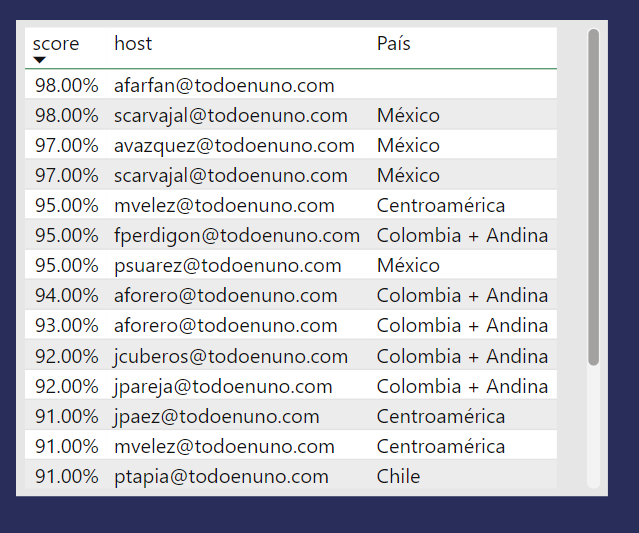 score host País
98.00% afarfan@todoenuno.com
98.00% scarvajal@todoenuno.com México
97.00% avazquez@todoenuno.com México
97.00% scarvajal@todoenuno.com México
95.00% mvelez@todoenuno.com Centroamérica
95.00% fperdigon@todoenuno.com Colombia + Andina
95.00% psuarez@todoenuno.com México
94.00% aforero@todoenuno.com Colombia + Andina
93.00% aforero@todoenuno.com Colombia + Andina
92.00% jcuberos@todoenuno.com Colombia + Andina
92.00% jpareja@todoenuno.com Colombia + Andina
91.00% jpaez@todoenuno.com Centroamérica
91.00% mvelez@todoenuno.com Centroamérica
91.00% ptapia@todoenuno.com Chile